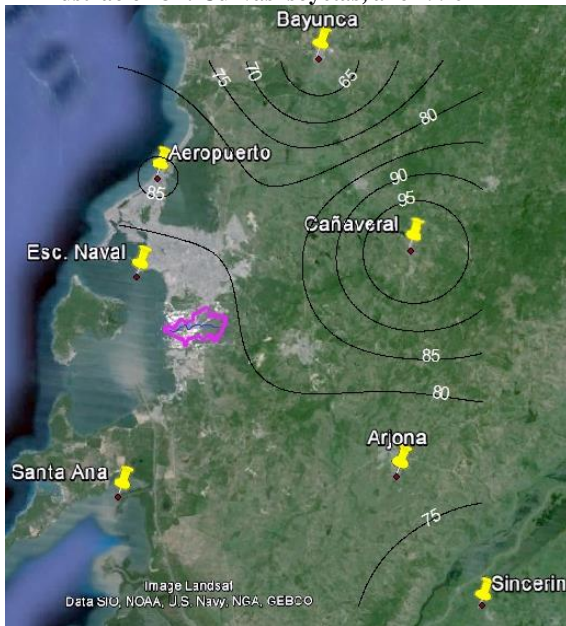 Bayunca
75
70
65
80
Aeropuerto
85
90
95
Cañaveral
Esc. Naval
85
80
Arjona
Santa Ana
75
Sincerin
Image Landsat
Data SIO, NOAA, U.S. Navy, NGA, GEBCO